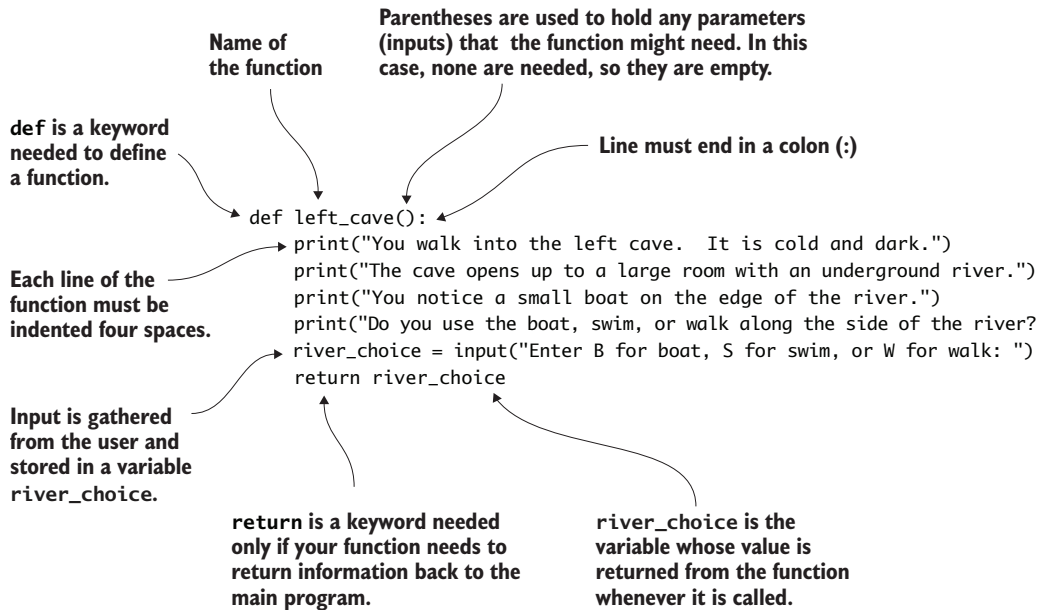 Parentheses are used to hold any parameters
(inputs) that the function might need. In this
case, none are needed, so they are empty.
Name of
the function
def is a keyword
needed to define
a function.
Line must end in a colon (:)
def left_cave():
print("You walk into the left cave.  It is cold and dark.")
print("The cave opens up to a large room with an underground river.")
print("You notice a small boat on the edge of the river.")
print("Do you use the boat, swim, or walk along the side of the river?
river_choice = input("Enter B for boat, S for swim, or W for walk: ")
return river_choice
Each line of the
function must be
indented four spaces.
Input is gathered
from the user and
stored in a variable
river_choice.
return is a keyword needed
only if your function needs to
return information back to the
main program.
river_choice is the
variable whose value is
returned from the function
whenever it is called.